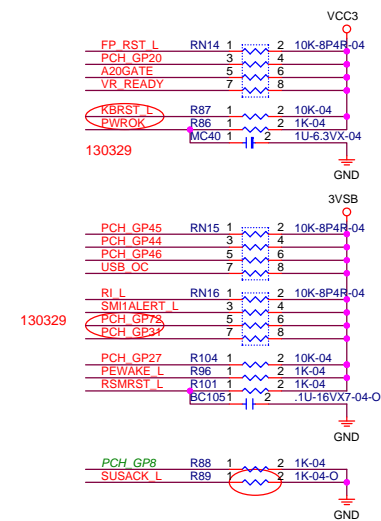 VCC3
FP_RST_L RN14 1 2 10K-8P4R-04
PCH_GP20 3 4
A20GATE 5 6
VR_READY 7 8
KBRST_L R87 1 2 10K-04
PWROK R86 1 2 1K-04
MC40 1 2 1U-6.3VX-04
130329
GND
3VSB
PCH_GP45 RN15 1 2 10K-8P4R-04
PCH_GP44 3 4
PCH_GP46 5 6
USB_OC 7 8
RI_L RN16 1 2 10K-8P4R-04
SMI1ALERT_L 3 4
130329 PCH_GP72 5 6
PCH_GP31 7 8
PCH_GP27 R104 1 2 10K-04
PEWAKE_L R96 1 2 1K-04
RSMRST_L R101 1 2 1K-04
BC105 1 2 .1U-16VX7-04-O
GND
PCH_GP8 R88 1 2 1K-04
SUSACK_L R89 1 2 1K-04-O
GND